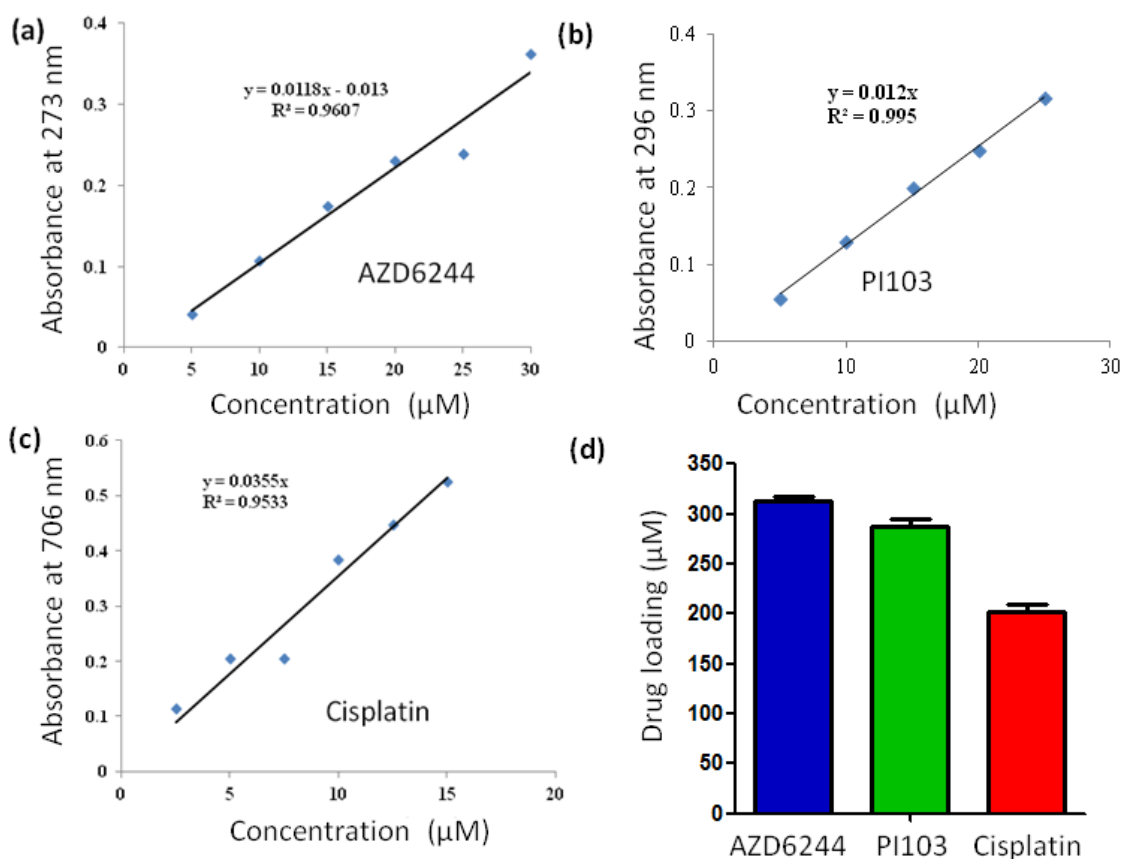 (a)
Absorbance at 273 nm
0.4
0.3
0.2
0.1
0
y = 0.0118x - 0.013
R² = 0.9607
AZD6244
0 5 10 15 20 25 30
Concentration (µM)
(b)
Absorbance at 296 nm
0.4
0.3
0.2
0.1
0
y = 0.012x
R² = 0.995
PI103
0 10 20 30
Concentration (µM)
(c)
Absorbance at 706 nm
0.6
0.5
0.4
0.3
0.2
0.1
0
y = 0.0355x
R² = 0.9533
Cisplatin
0 5 10 15 20
Concentration (µM)
(d)
Drug loading (µM)
350
300
250
200
150
100
50
0
AZD6244 PI103 Cisplatin